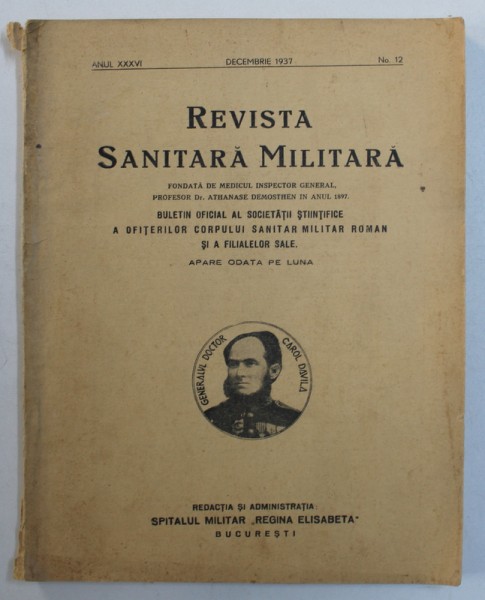 ANUL XXXVI DECEMBRIE 1937 No. 12
REVISTA
SANITARĂ MILITARĂ
FONDATĂ DE MEDICUL INSPECTOR GENERAL,
PROFESOR Dr. ATHANASE DEMOSTHEN IN ANUL 1897.
BULETIN OFICIAL AL SOCIETĂȚII ȘTIINȚIFICE
A OFIȚERILOR CORPULUI SANITAR MILITAR ROMAN
ȘI A FILIALELOR SALE.
APARE ODATA PE LUNA
GENERALUL DOCTOR CAROL DAVILA
REDACȚIA ȘI ADMINISTRAȚIA:
SPITALUL MILITAR „REGINA ELISABETA"
BUCUREȘTI